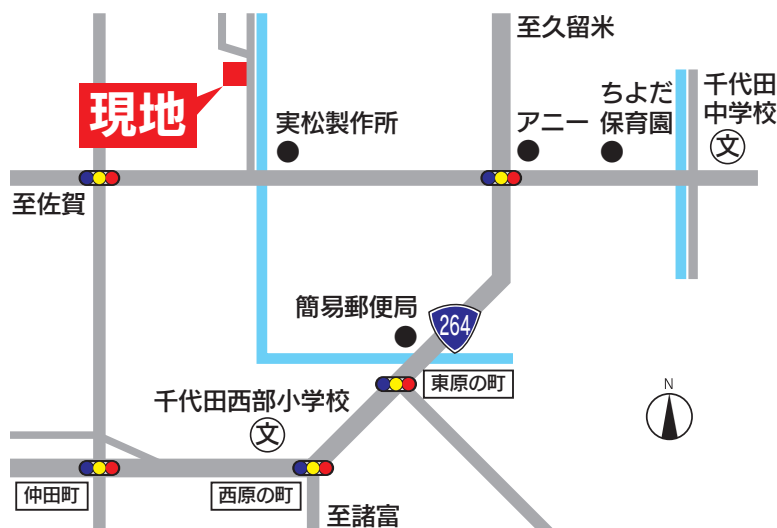 至久留米
千代田
中学校
文
ちよだ
保育園
アニー
現地
実松製作所
至佐賀
簡易郵便局
264
東原の町
千代田西部小学校
文
N
仲田町
西原の町
至諸富